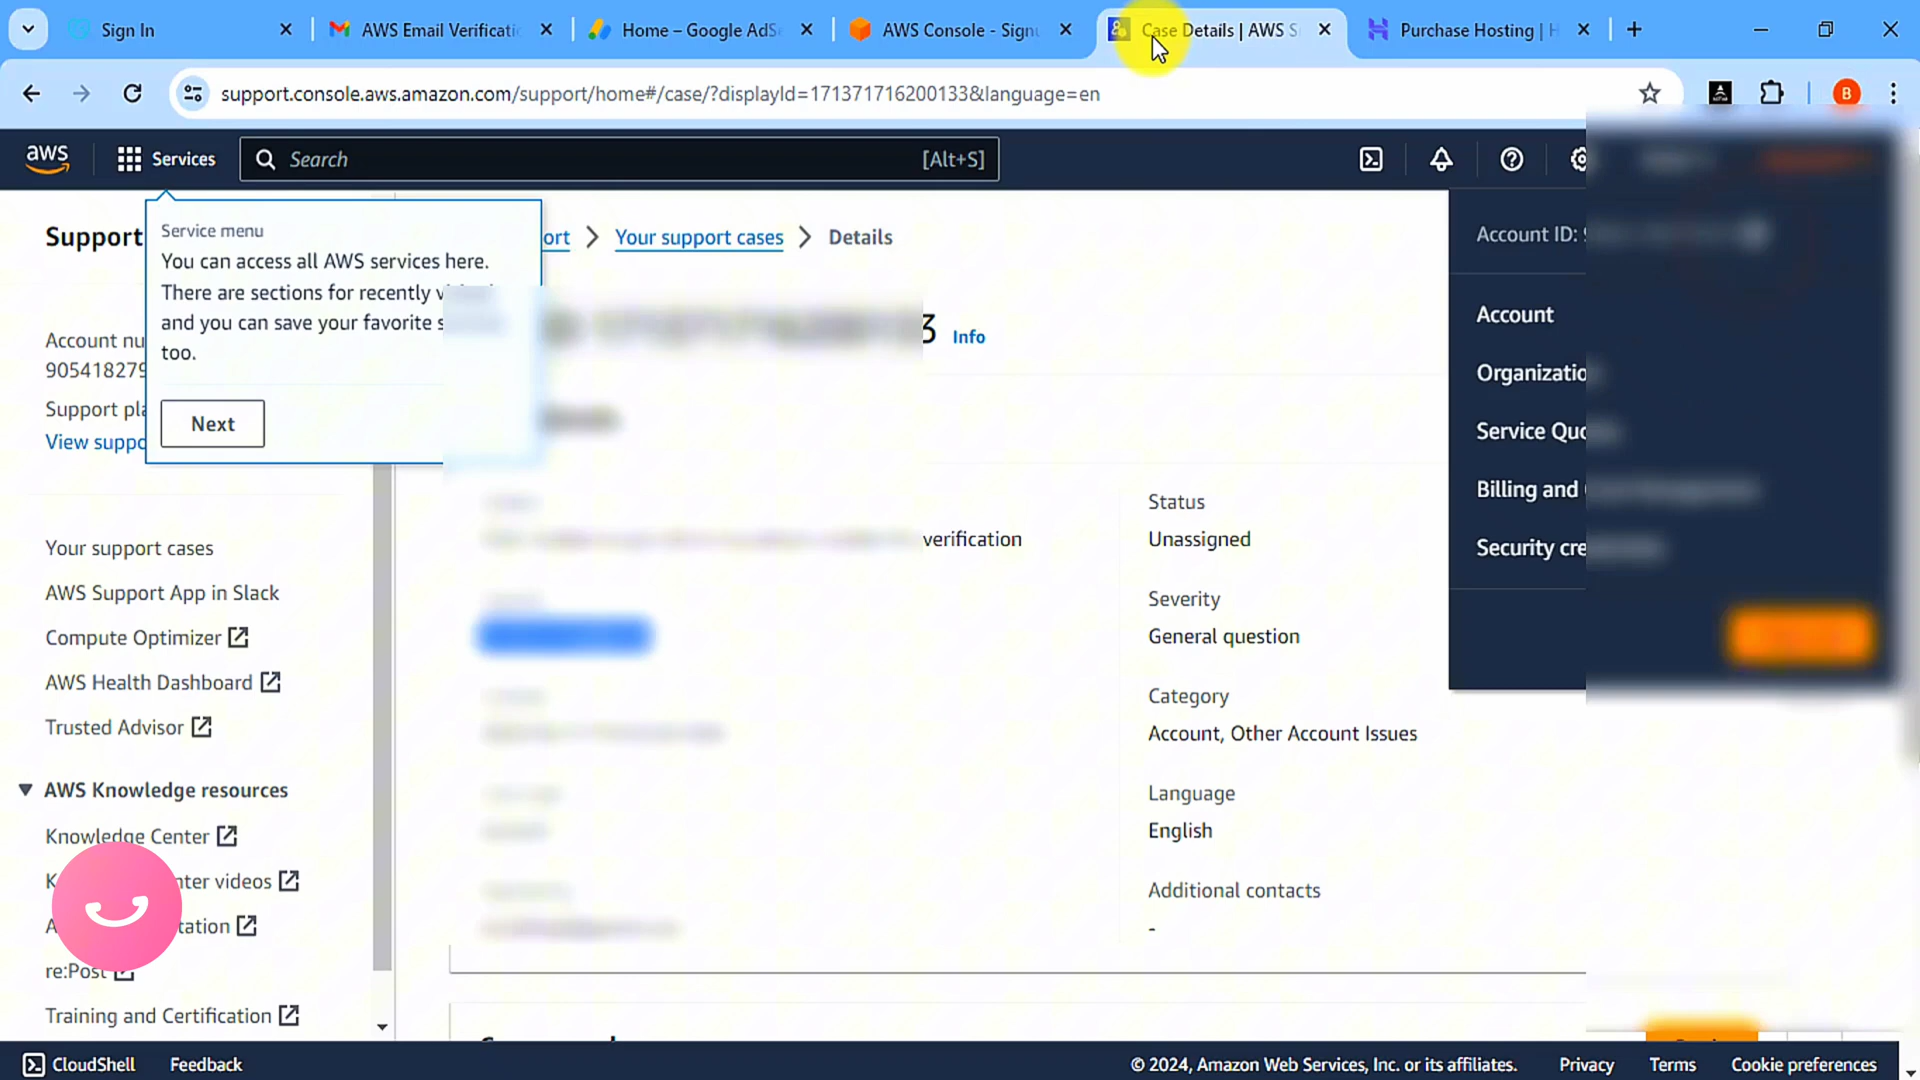 Sign In
AWS Email Verificatio
Home – Google AdSe
AWS Console - Signu
Case Details | AWS S
Purchase Hosting | H
support.console.aws.amazon.com/support/home#/case/?displayId=171371716200133&language=en
B
aws
Services
Search
[Alt+S]
Support
Service menu
You can access all AWS services here.
There are sections for recently v
and you can save your favorite s
too.
Next
ort
Your support cases
Details
Account ID: 9
3 Info
Account nu
905418279
Support pla
View suppo
Account
Organizatio
Service Quo
Billing and
Security cre
verification
Status
Unassigned
Severity
General question
Category
Account, Other Account Issues
Language
English
Additional contacts
-
Your support cases
AWS Support App in Slack
Compute Optimizer
AWS Health Dashboard
Trusted Advisor
AWS Knowledge resources
Knowledge Center
K nter videos
A tation
re:Post
Training and Certification
CloudShell
Feedback
© 2024, Amazon Web Services, Inc. or its affiliates.
Privacy
Terms
Cookie preferences